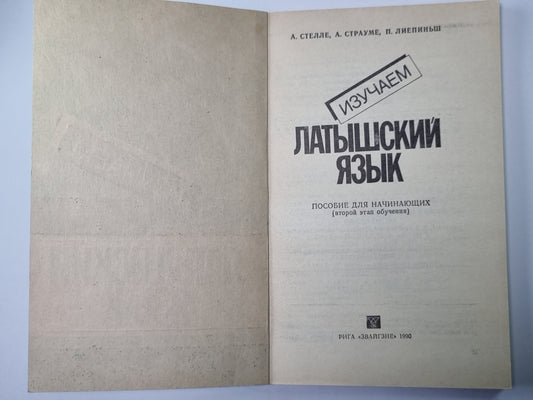 А. СТЕЛЛЕ, А. СТРАУМЕ, П. ЛИЕПИНЬШ
ИЗУЧАЕМ
ЛАТЫШСКИЙ
ЯЗЫК
ПОСОБИЕ ДЛЯ НАЧИНАЮЩИХ
(второй этап обучения)
РИГА «ЗВАЙГЗНЕ» 1990